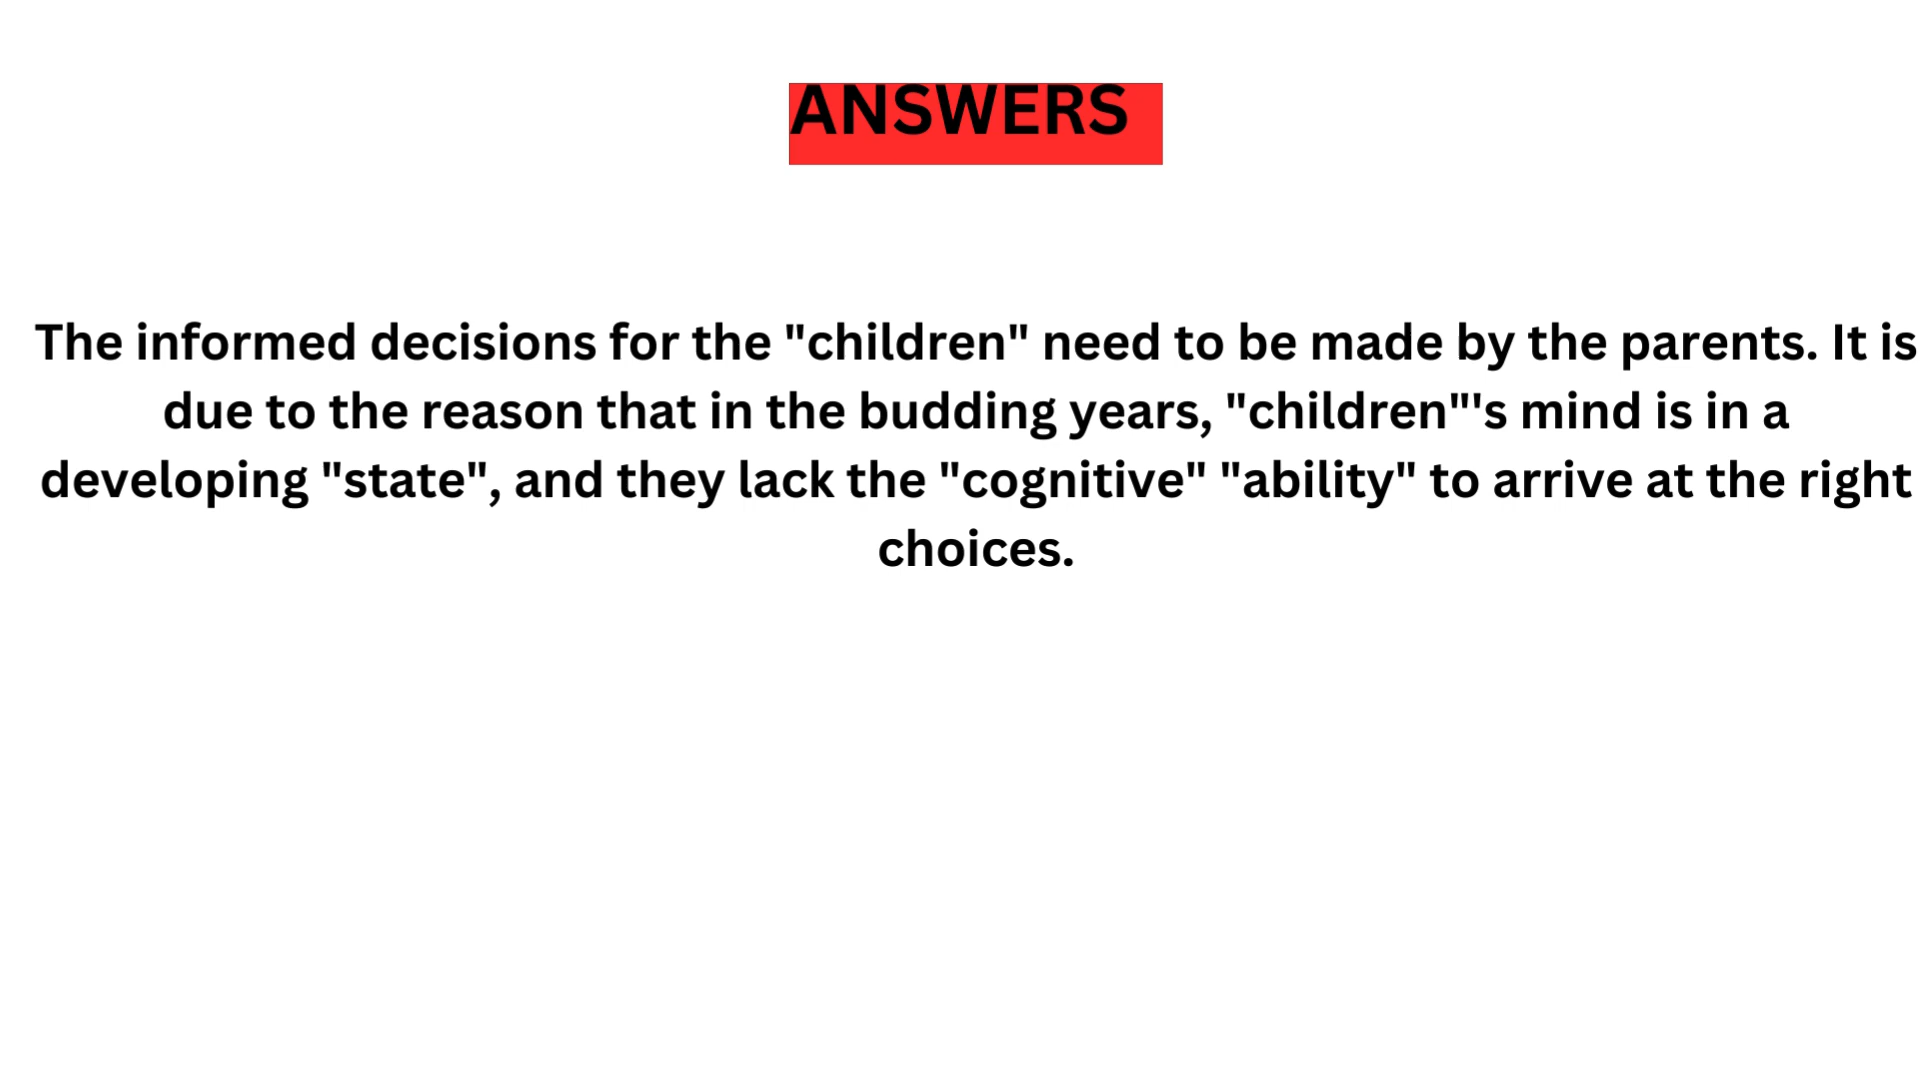 ANSWERS
The informed decisions for the "children" need to be made by the parents. It is
due to the reason that in the budding years, "children"'s mind is in a
developing "state", and they lack the "cognitive" "ability" to arrive at the right
choices.